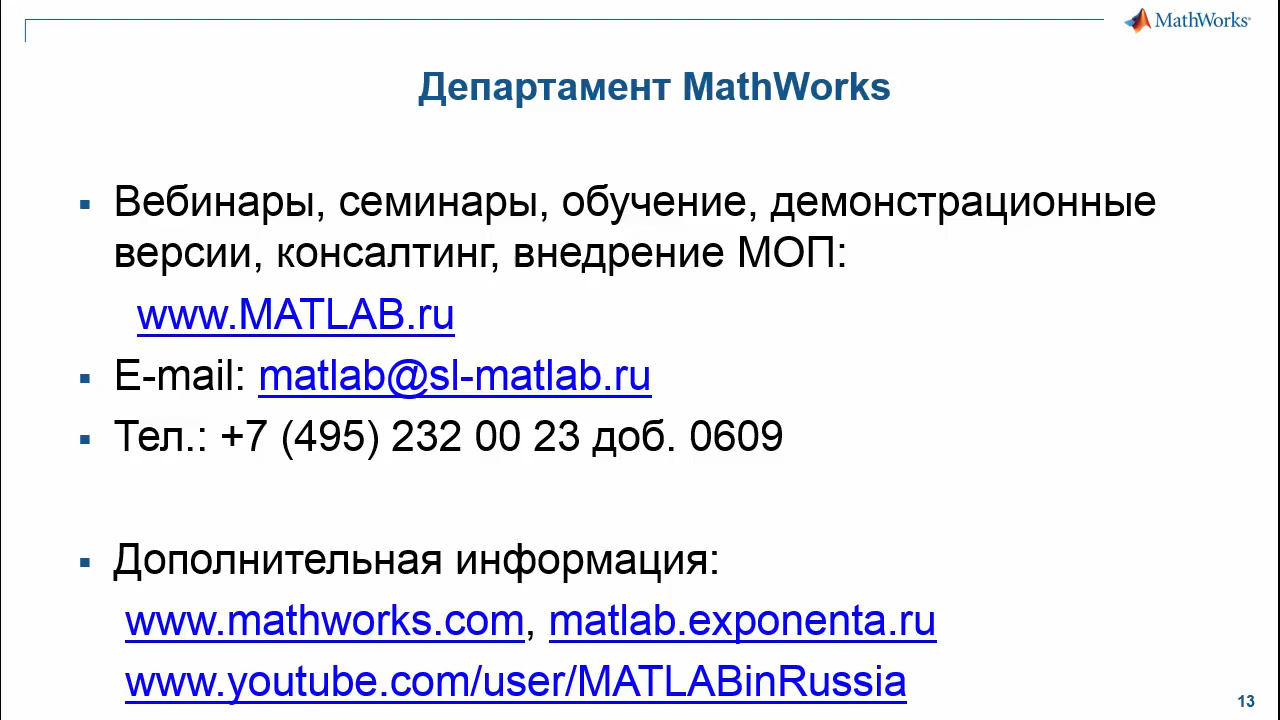 MathWorks®
Департамент MathWorks
▪ Вебинары, семинары, обучение, демонстрационные
версии, консалтинг, внедрение МОП:
www.MATLAB.ru
▪ E-mail: matlab@sl-matlab.ru
▪ Тел.: +7 (495) 232 00 23 доб. 0609
▪ Дополнительная информация:
www.mathworks.com, matlab.exponenta.ru
www.youtube.com/user/MATLABinRussia
13